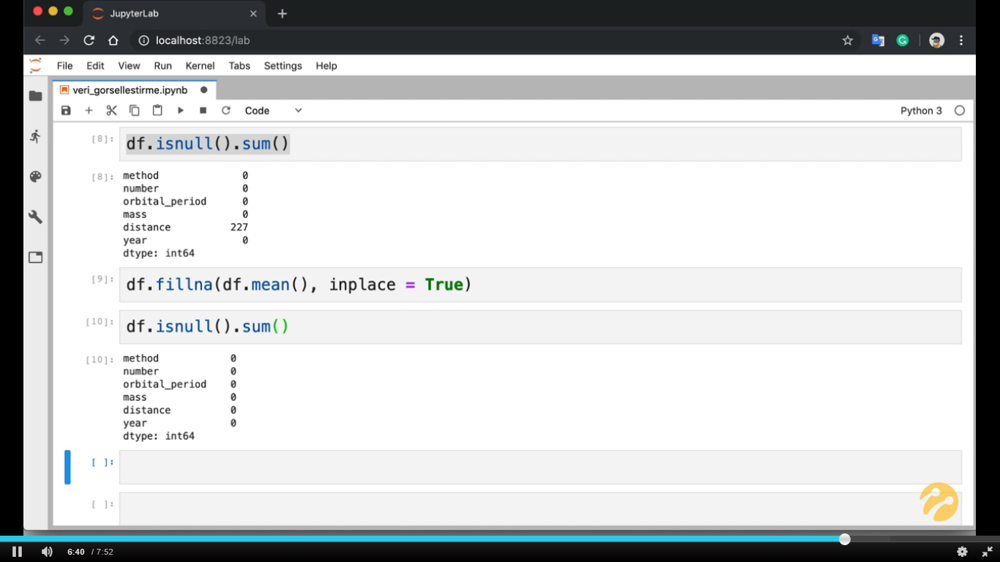 JupyterLab
localhost:8823/lab
File Edit View Run Kernel Tabs Settings Help
veri_gorsellestirme.ipynb
Code Python 3
[8]: df.isnull().sum()
[8]: method 0
number 0
orbital_period 0
mass 0
distance 227
year 0
dtype: int64
[9]: df.fillna(df.mean(), inplace = True)
[10]: df.isnull().sum()
[10]: method 0
number 0
orbital_period 0
mass 0
distance 0
year 0
dtype: int64
[ ]:
[ ]:
6:40 / 7:52